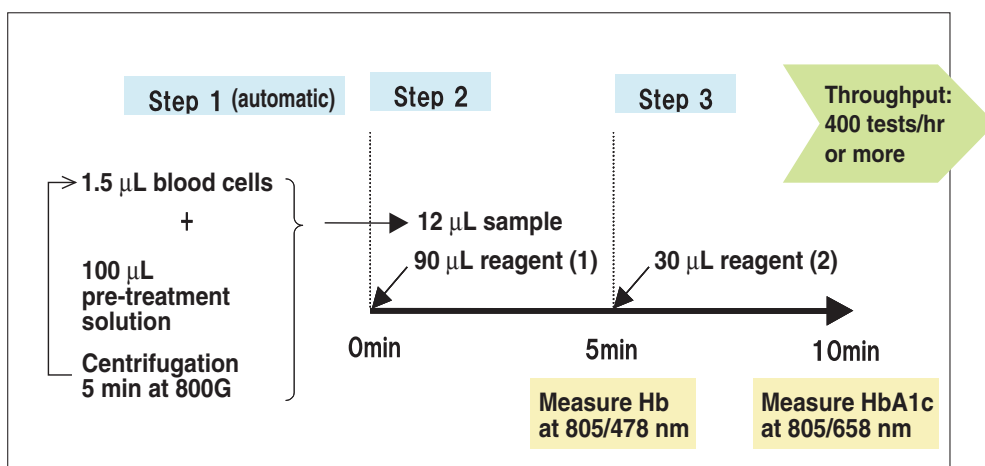 Step 1 (automatic)
Step 2
Step 3
Throughput:
400 tests/hr
or more
1.5 μL blood cells
+
100 μL
pre-treatment
solution
Centrifugation
5 min at 800G
12 μL sample
90 μL reagent (1)
30 μL reagent (2)
0min
5min
10min
Measure Hb
at 805/478 nm
Measure HbA1c
at 805/658 nm